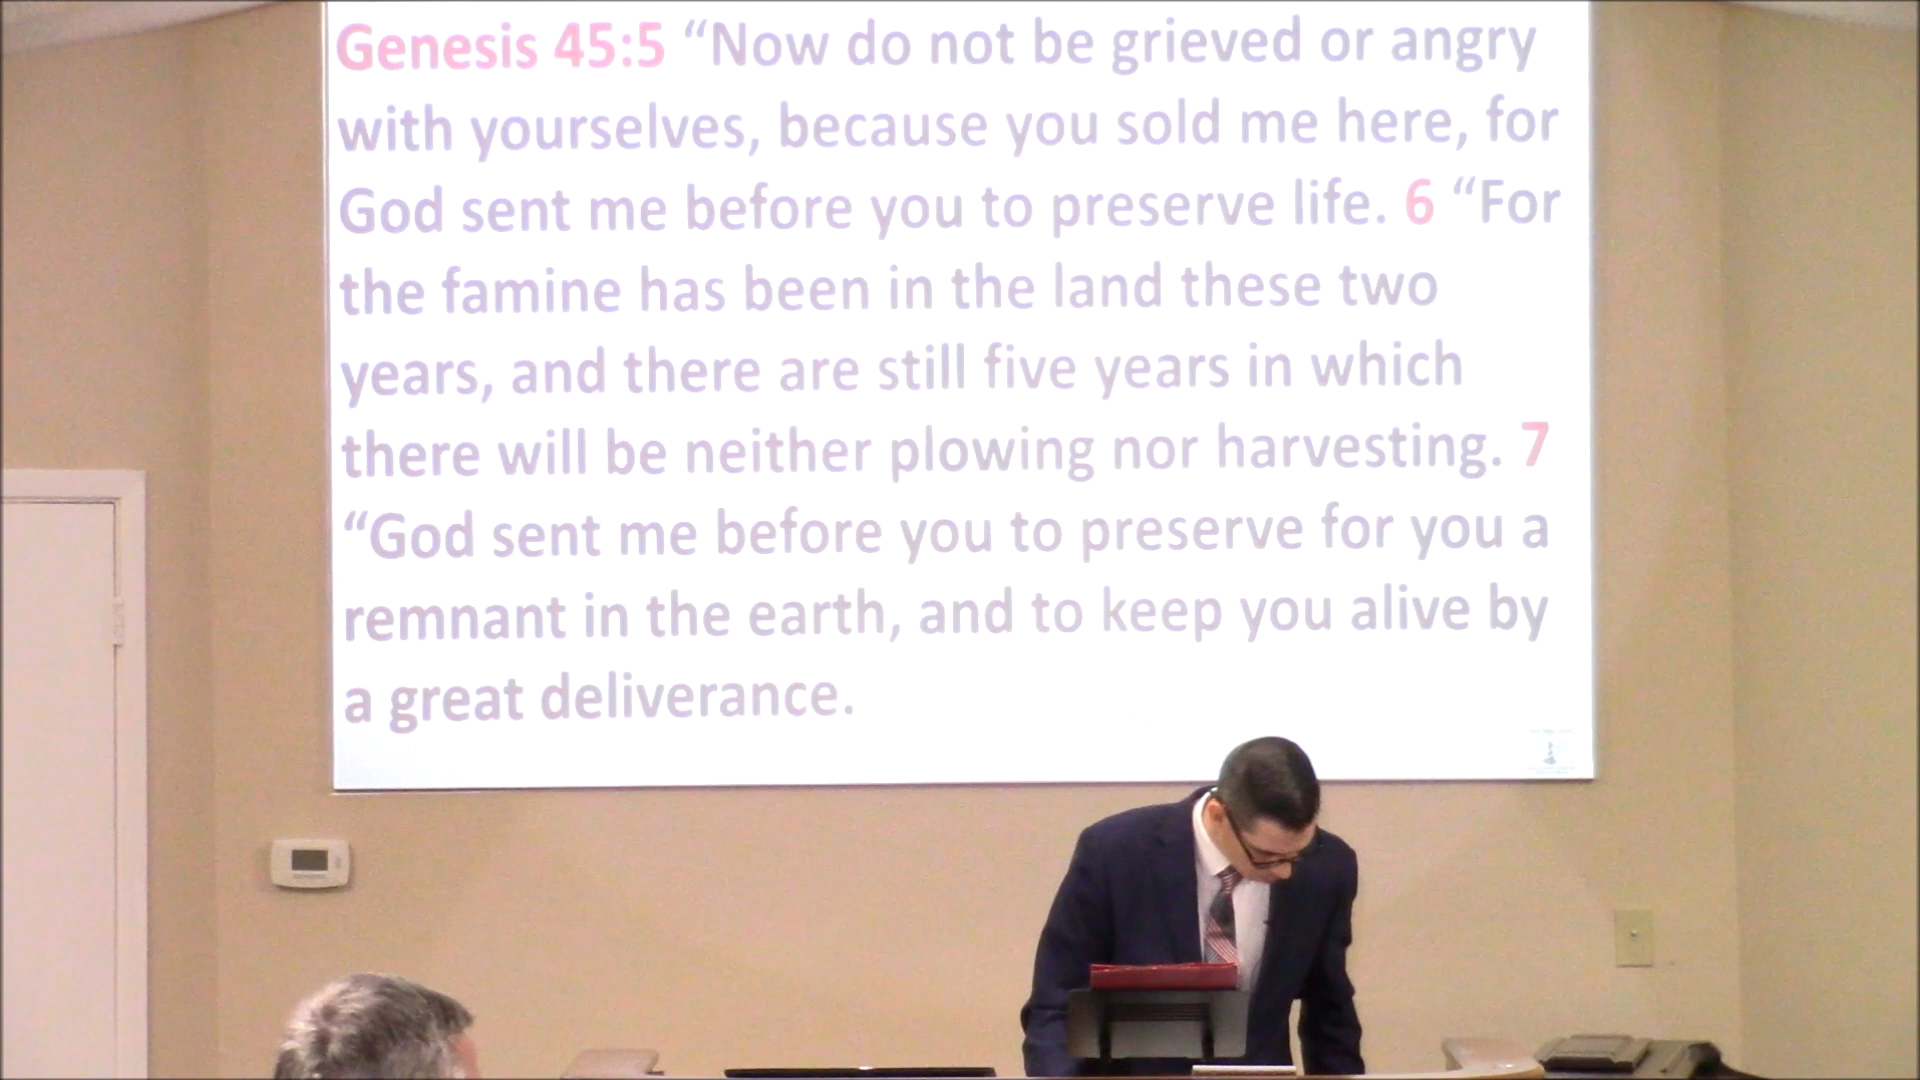 Genesis 45:5 “Now do not be grieved or angry
with yourselves, because you sold me here, for
God sent me before you to preserve life. 6 “For
the famine has been in the land these two
years, and there are still five years in which
there will be neither plowing nor harvesting. 7
“God sent me before you to preserve for you a
remnant in the earth, and to keep you alive by
a great deliverance.